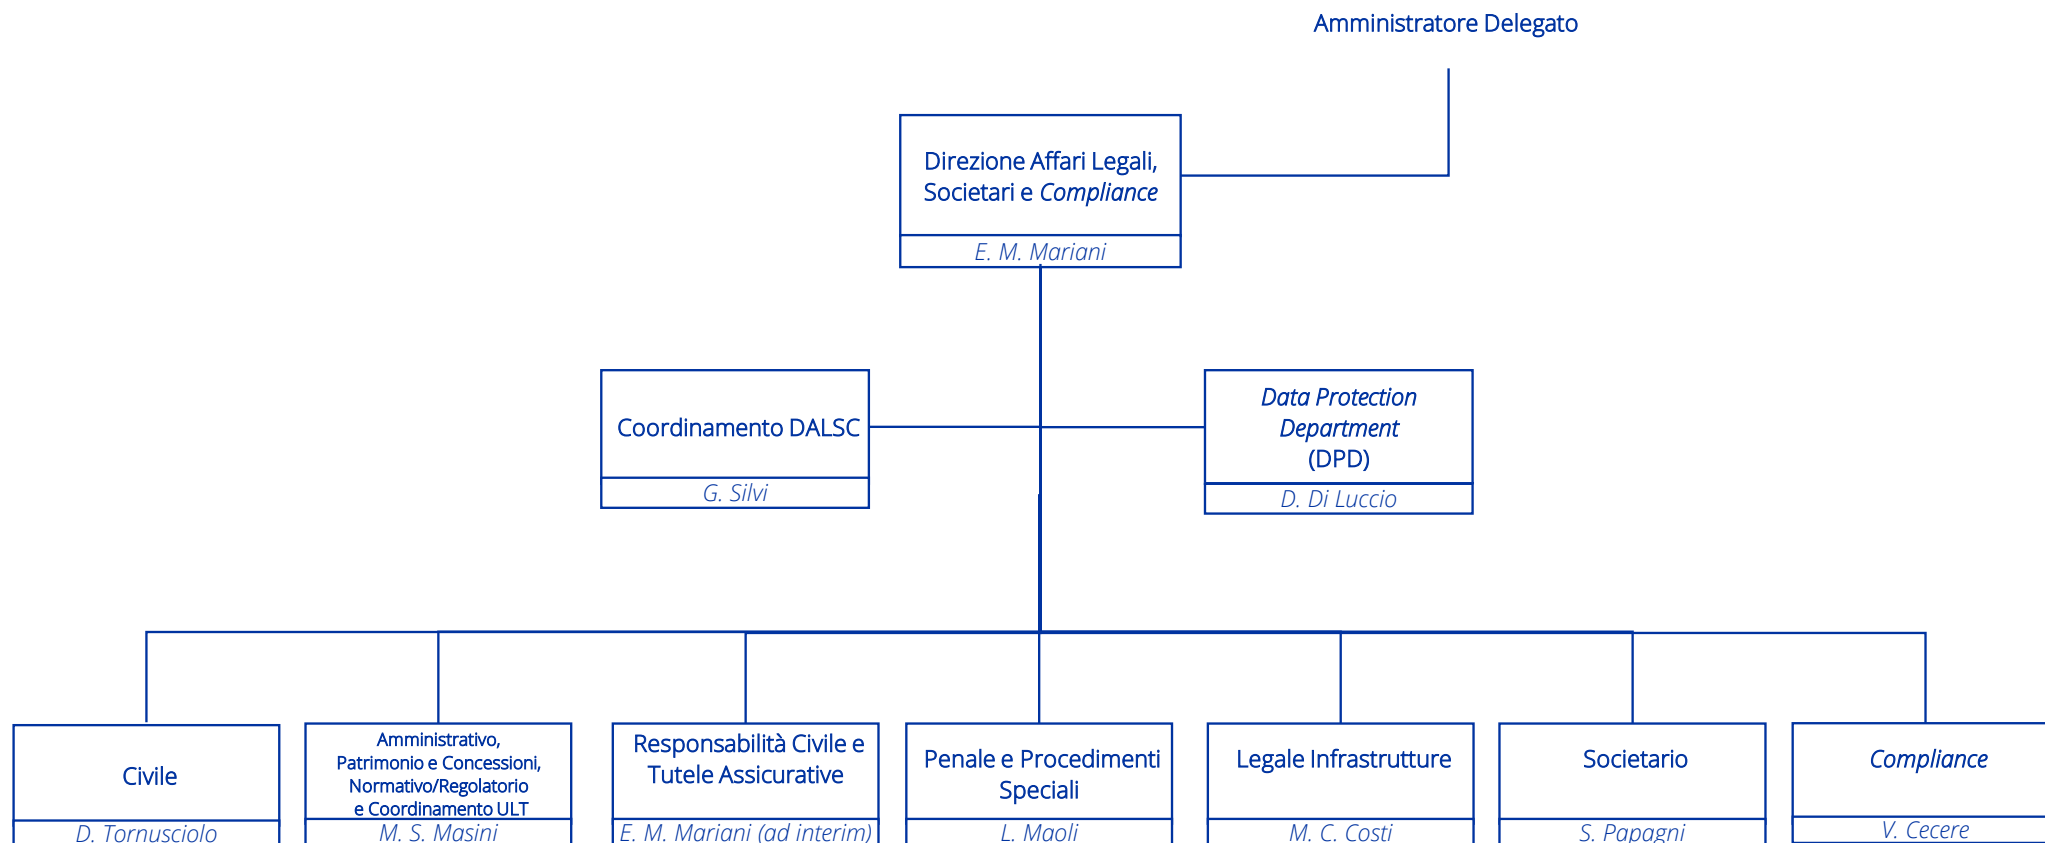 Amministratore Delegato
Direzione Affari Legali,
Societari e Compliance
E. M. Mariani
Coordinamento DALSC
G. Silvi
Data Protection
Department
(DPD)
D. Di Luccio
Civile
D. Tornusciolo
Amministrativo,
Patrimonio e Concessioni,
Normativo/Regolatorio
e Coordinamento ULT
M. S. Masini
Responsabilità Civile e
Tutele Assicurative
E. M. Mariani (ad interim)
Penale e Procedimenti
Speciali
L. Maoli
Legale Infrastrutture
M. C. Costi
Societario
S. Papagni
Compliance
V. Cecere